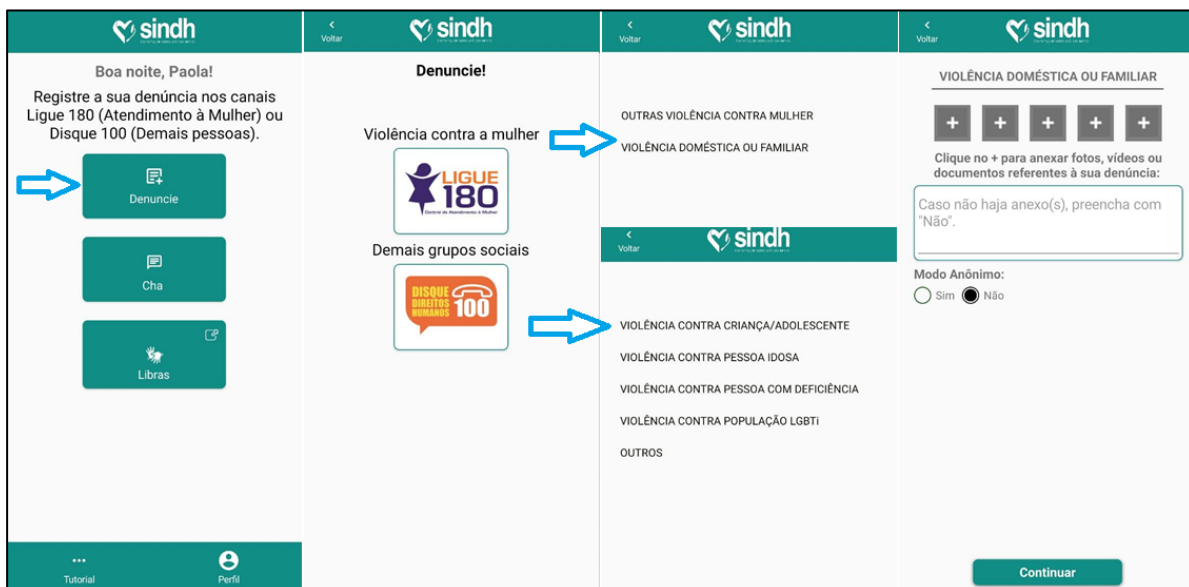 sindh
Boa noite, Paola!
Registre a sua denúncia nos canais
Ligue 180 (Atendimento à Mulher) ou
Disque 100 (Demais pessoas).
Denuncie
Cha
Libras
Tutorial
Perfil
Voltar
sindh
Denuncie!
Violência contra a mulher
LIGUE
180
Central de Atendimento à Mulher
Demais grupos sociais
DISQUE
DIREITOS
HUMANOS
100
Voltar
sindh
OUTRAS VIOLÊNCIA CONTRA MULHER
VIOLÊNCIA DOMÉSTICA OU FAMILIAR
Voltar
sindh
VIOLÊNCIA CONTRA CRIANÇA/ADOLESCENTE
VIOLÊNCIA CONTRA PESSOA IDOSA
VIOLÊNCIA CONTRA PESSOA COM DEFICIÊNCIA
VIOLÊNCIA CONTRA POPULAÇÃO LGBTi
OUTROS
Voltar
sindh
VIOLÊNCIA DOMÉSTICA OU FAMILIAR
+ + + + +
Clique no + para anexar fotos, vídeos ou
documentos referentes à sua denúncia:
Caso não haja anexo(s), preencha com
"Não".
Modo Anônimo:
Sim Não
Continuar